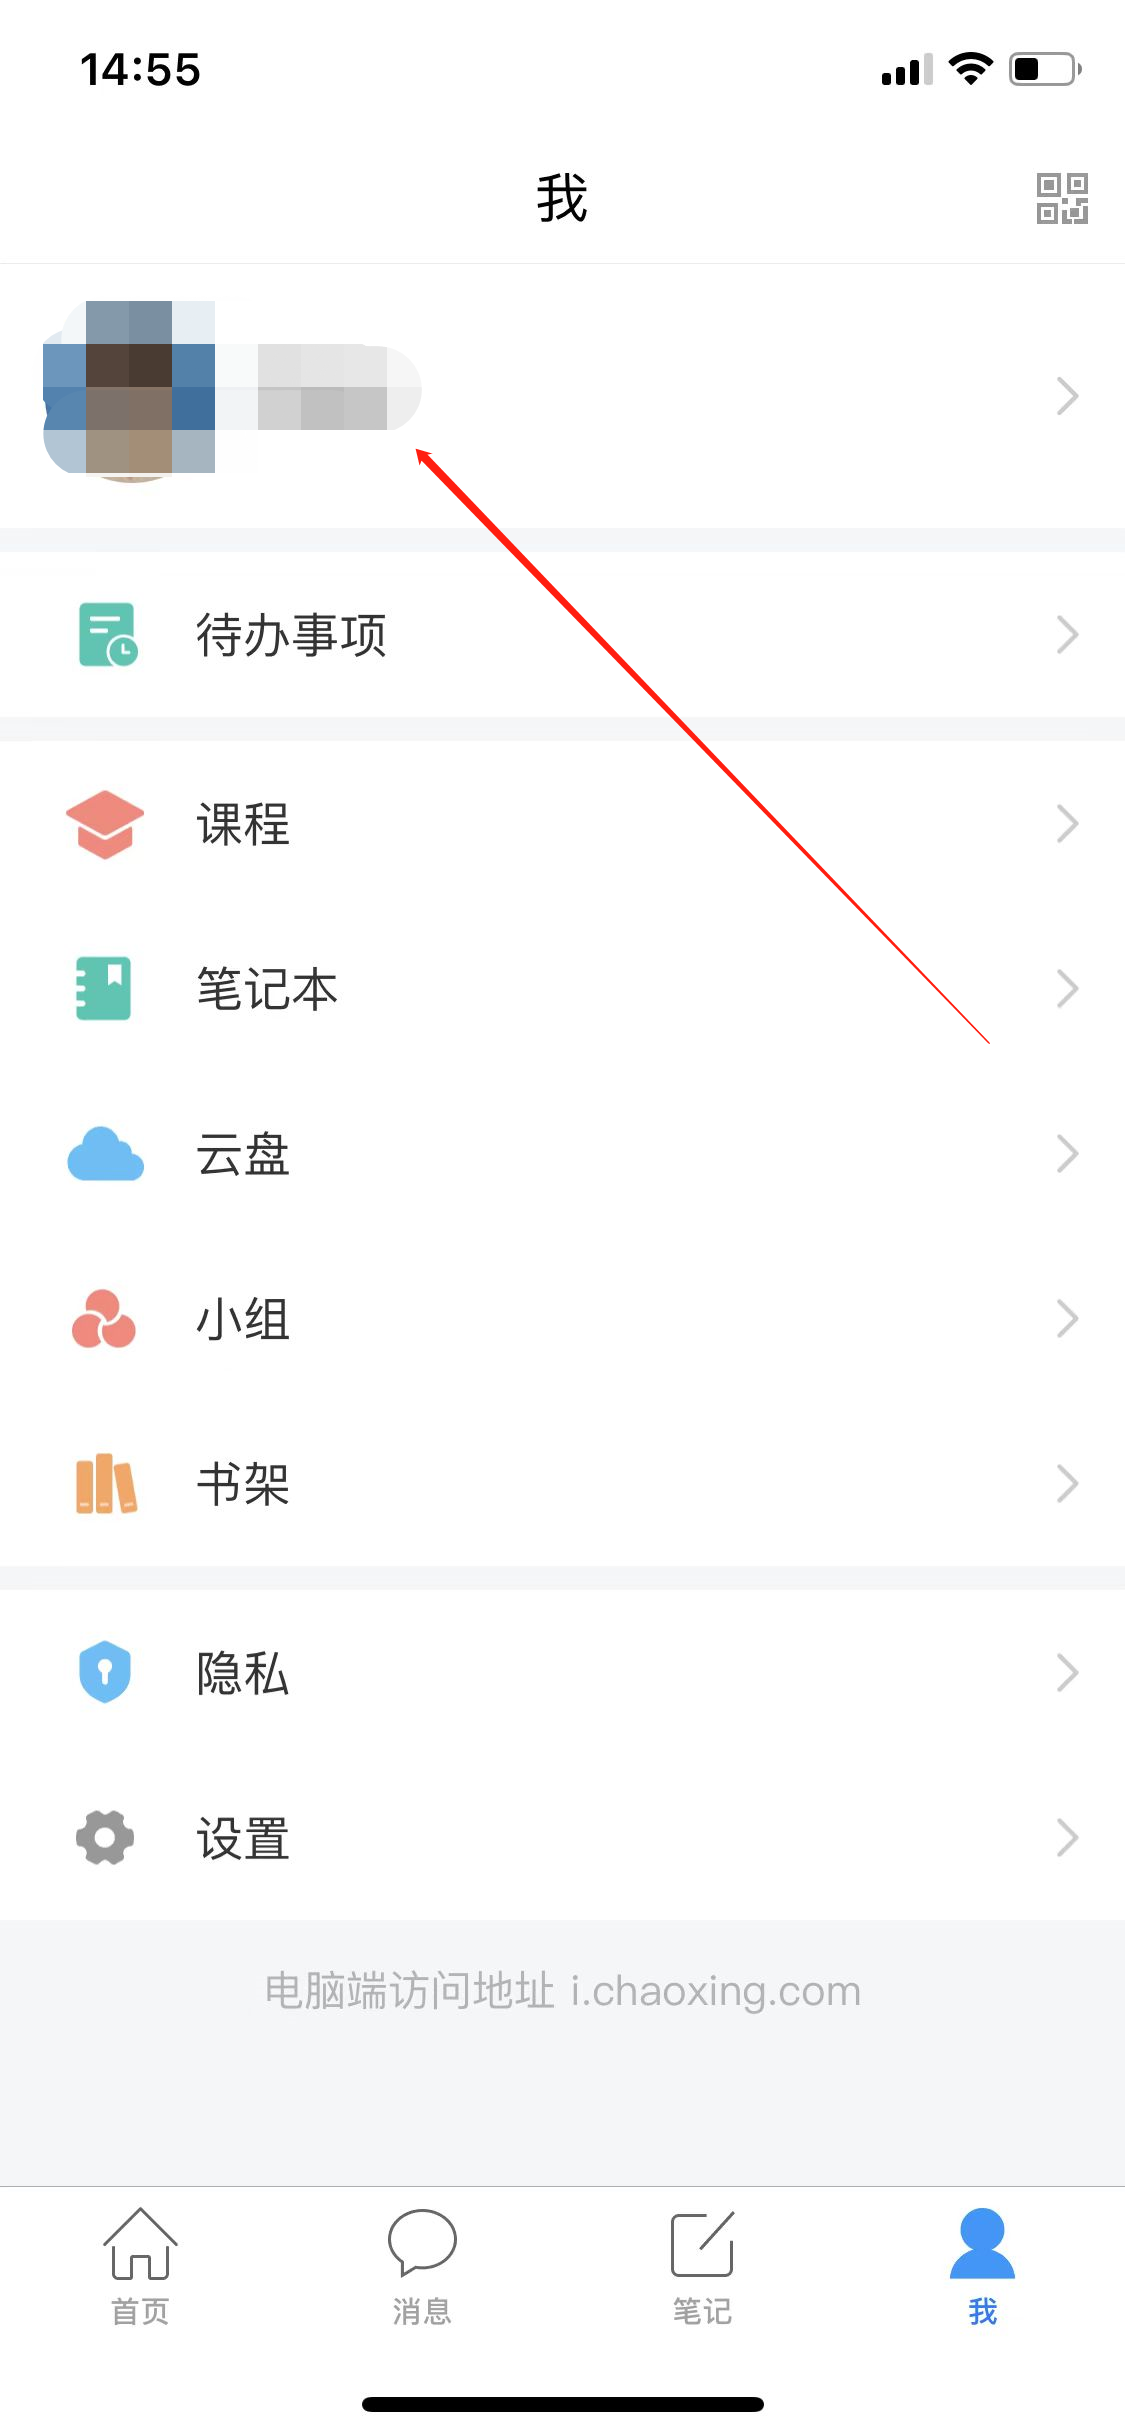 14:55
我
待办事项
课程
笔记本
云盘
小组
书架
隐私
设置
电脑端访问地址 i.chaoxing.com
首页
消息
笔记
我